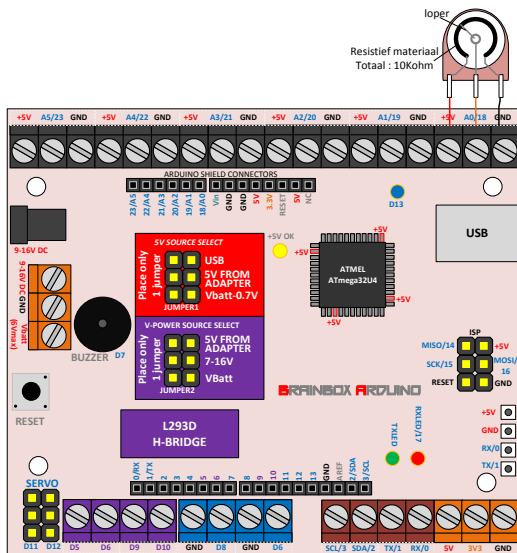 loper
Resistief materiaal
Totaal : 10Kohm
+5V A5/23 GND +5V A4/22 GND +5V A3/21 GND +5V A2/20 GND +5V A1/19 GND +5V A0/18 GND
ARDUINO SHIELD CONNECTORS
23/A5 22/A4 21/A3 20/A2 19/A1 18/A0 Vin GND GND 5V 3.3V RESET 5V NC
D13
9-16V DC
USB
+5V OK
+5V
+5V
+5V
+5V
ATMEL
ATmega32U4
5V SOURCE SELECT
Place only
1 jumper
USB
5V FROM
ADAPTER
Vbatt-0.7V
JUMPER1
V-POWER SOURCE SELECT
Place only
1 jumper
5V FROM
ADAPTER
7-16V
VBatt
JUMPER2
9-16V DC GND Vbatt
(6Vmax)
BUZZER D7
RESET
ISP
MISO/14 +5V
SCK/15 MOSI/
16
RESET GND
BRAINBOX ARDUINO
L293D
H-BRIDGE
TXLED
RXLED/17
+5V
GND
RX/0
TX/1
0/RX 1/TX 2 3 4 5 6 7 8 9 10 11 12 13 GND AREF 2/SDA 3/SCL
SERVO
D11 D12
D5 D6 D9 D10 GND D8 GND D6 SCL/3 SDA/2 TX/1 RX/0 5V 3V3 GND